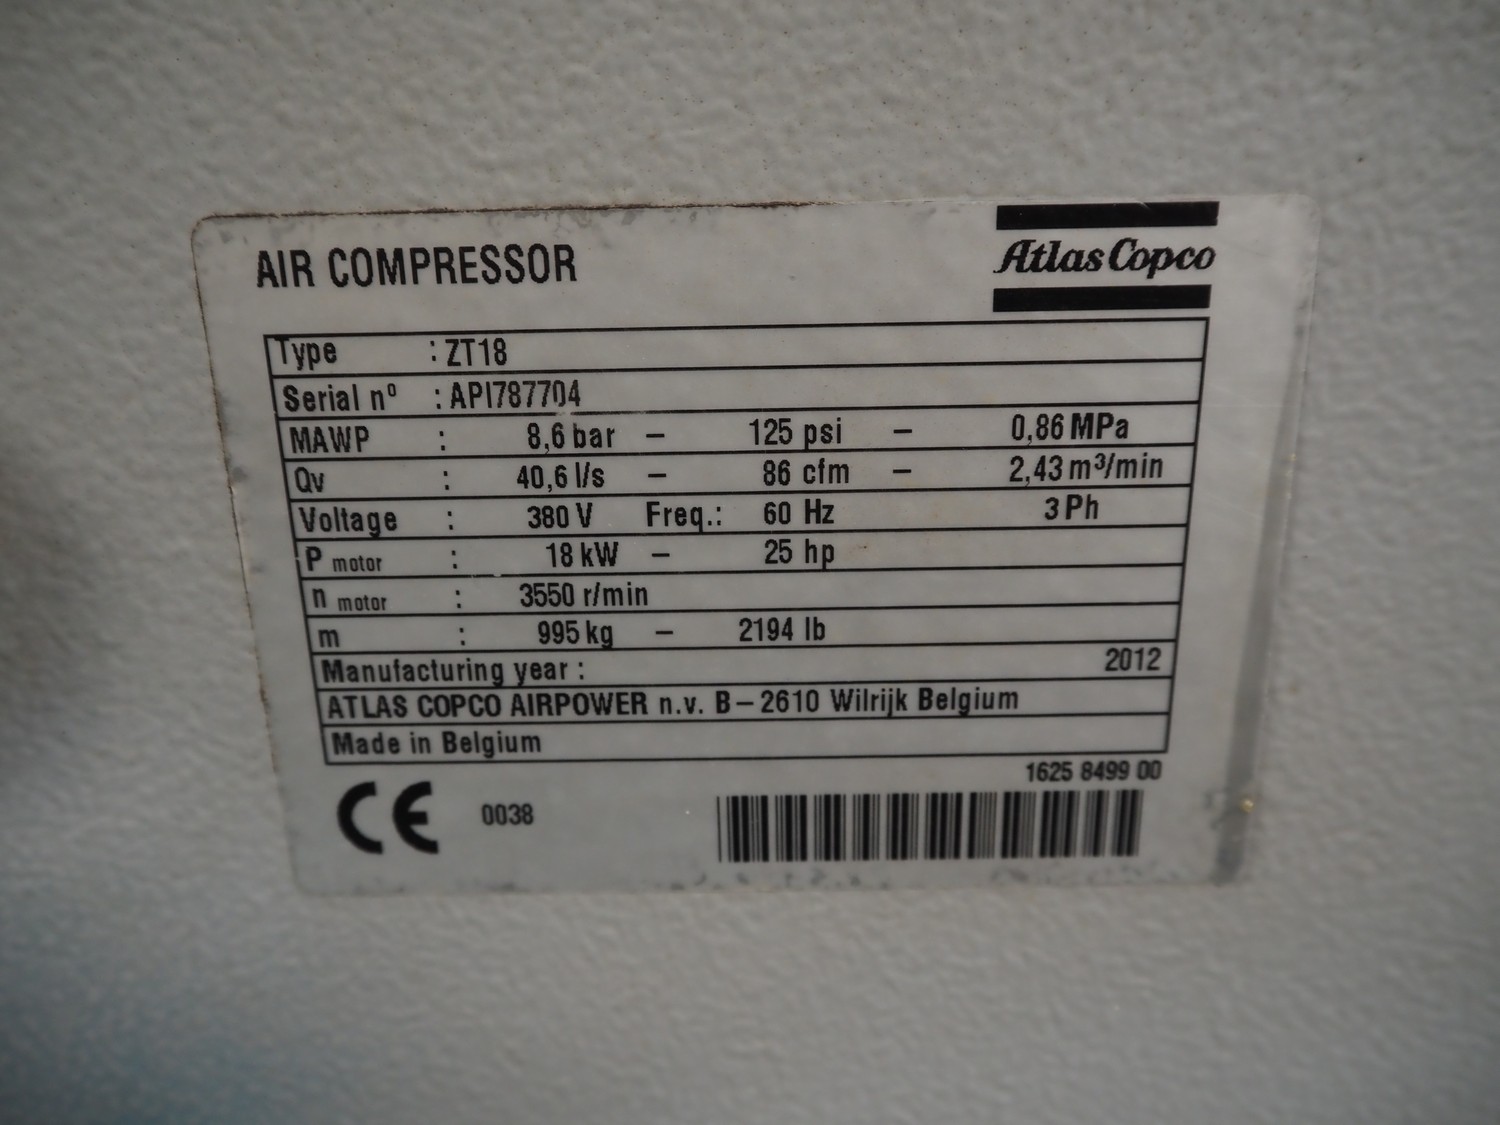 AIR COMPRESSOR
Atlas Copco
Type : ZT18
Serial nº : API787704
MAWP : 8,6 bar – 125 psi – 0,86 MPa
Qv : 40,6 l/s – 86 cfm – 2,43 m³/min
Voltage : 380 V Freq.: 60 Hz 3 Ph
P motor : 18 kW – 25 hp
n motor : 3550 r/min
m : 995 kg – 2194 lb
Manufacturing year : 2012
ATLAS COPCO AIRPOWER n.v. B – 2610 Wilrijk Belgium
Made in Belgium
1625 8499 00
CE 0038